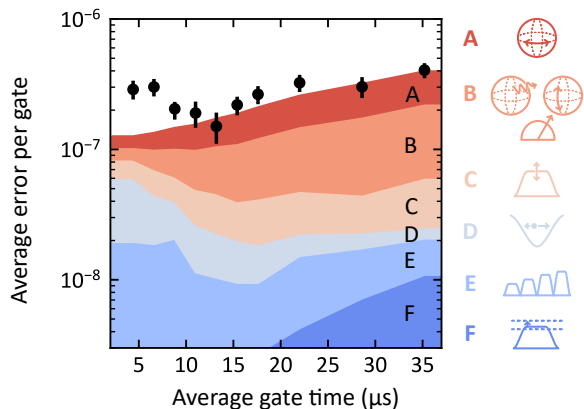 10⁻⁶
10⁻⁷
10⁻⁸
Average error per gate
A
B
C
D
E
F
5 10 15 20 25 30 35
Average gate time (μs)
A
B
C
D
E
F